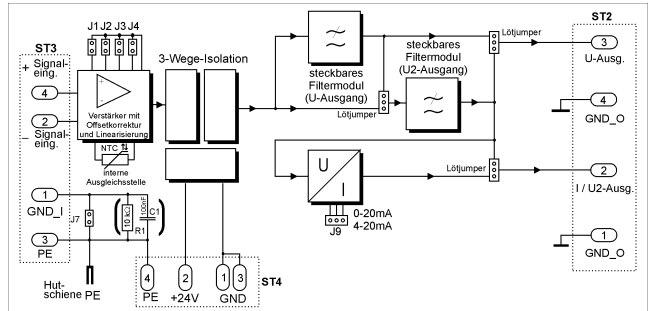 J1 J2 J3 J4
ST3
+ Signal-
eing.
4
2
_ Signal-
eing.
+
-
Verstärker mit
Offsetkorrektur
und Linearisierung
NTC
interne
Ausgleichsstelle
1
GND_I
J7
3
PE
10 kΩ
R1
100nF
C1
Hut-
schiene PE
3-Wege-Isolation
4
2
1
3
PE
+24V
GND
ST4
steckbares
Filtermodul
(U-Ausgang)
Lötjumper
steckbares
Filtermodul
(U2-Ausgang)
Lötjumper
U
I
0-20mA
4-20mA
J9
Lötjumper
ST2
3
U-Ausg.
4
GND_O
2
I / U2-Ausg.
1
GND_O